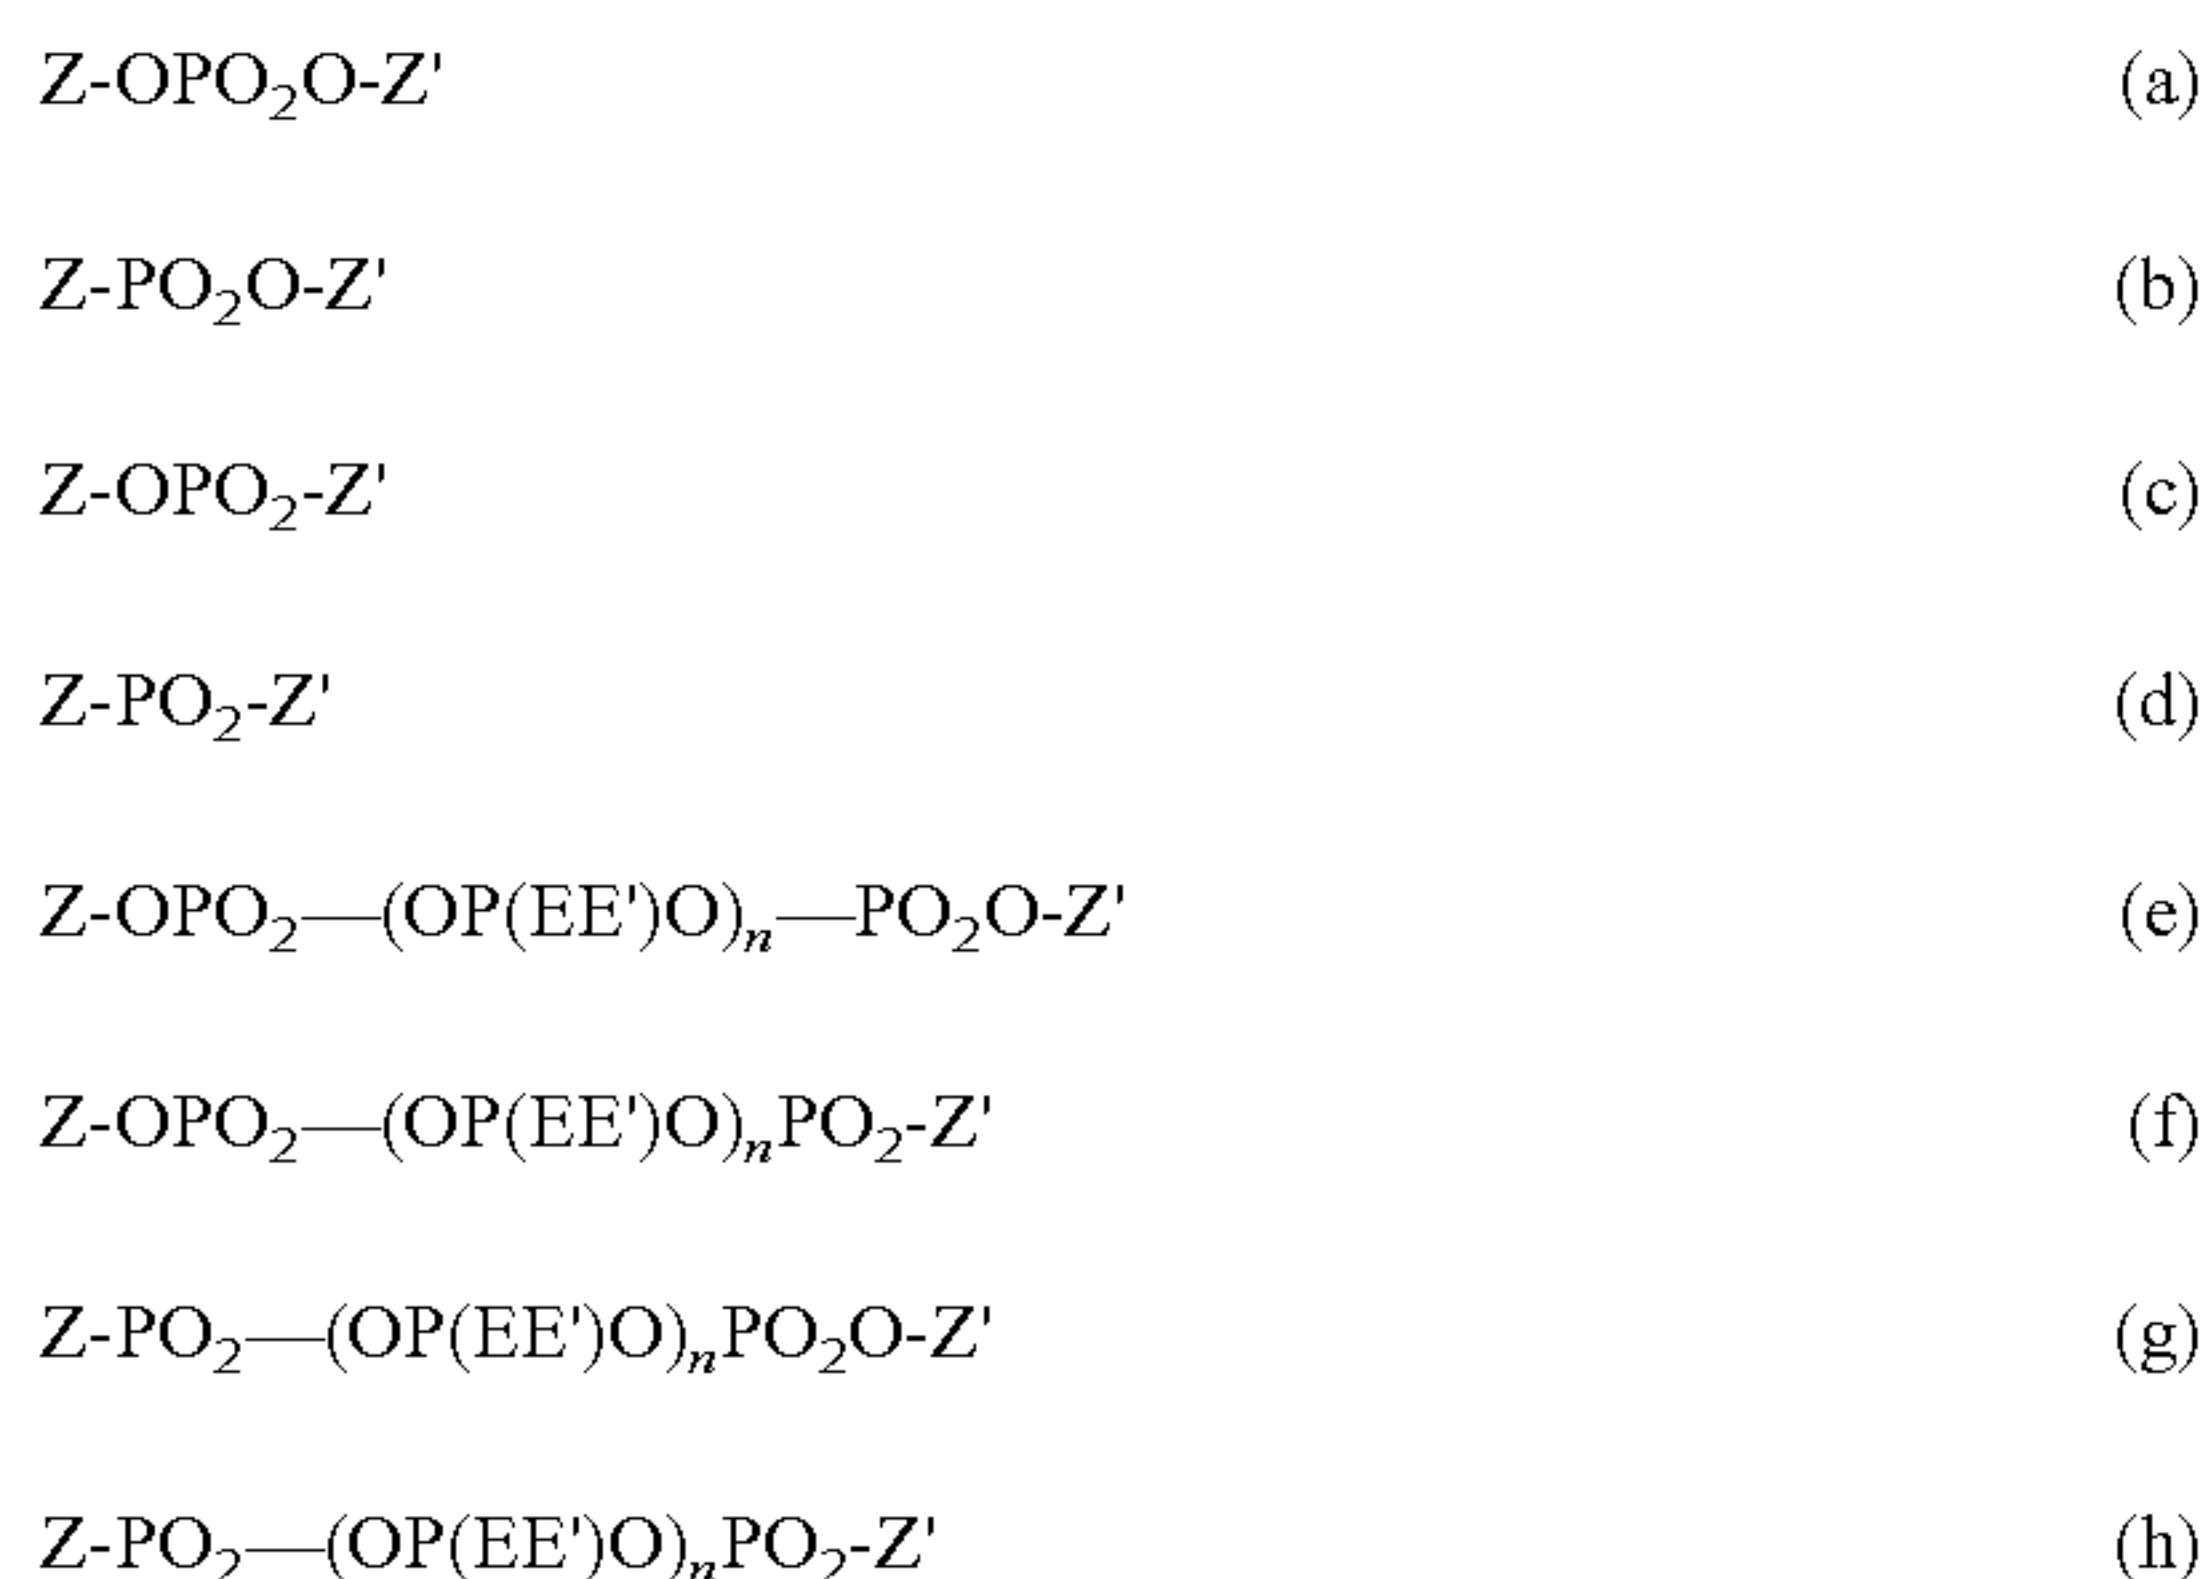 Z-OPO₂O-Z' (a)
Z-PO₂O-Z' (b)
Z-OPO₂-Z' (c)
Z-PO₂-Z' (d)
Z-OPO₂—(OP(EE')O)ₙ—PO₂O-Z' (e)
Z-OPO₂—(OP(EE')O)ₙPO₂-Z' (f)
Z-PO₂—(OP(EE')O)ₙPO₂O-Z' (g)
Z-PO₂—(OP(EE')O)ₙPO₂-Z' (h)